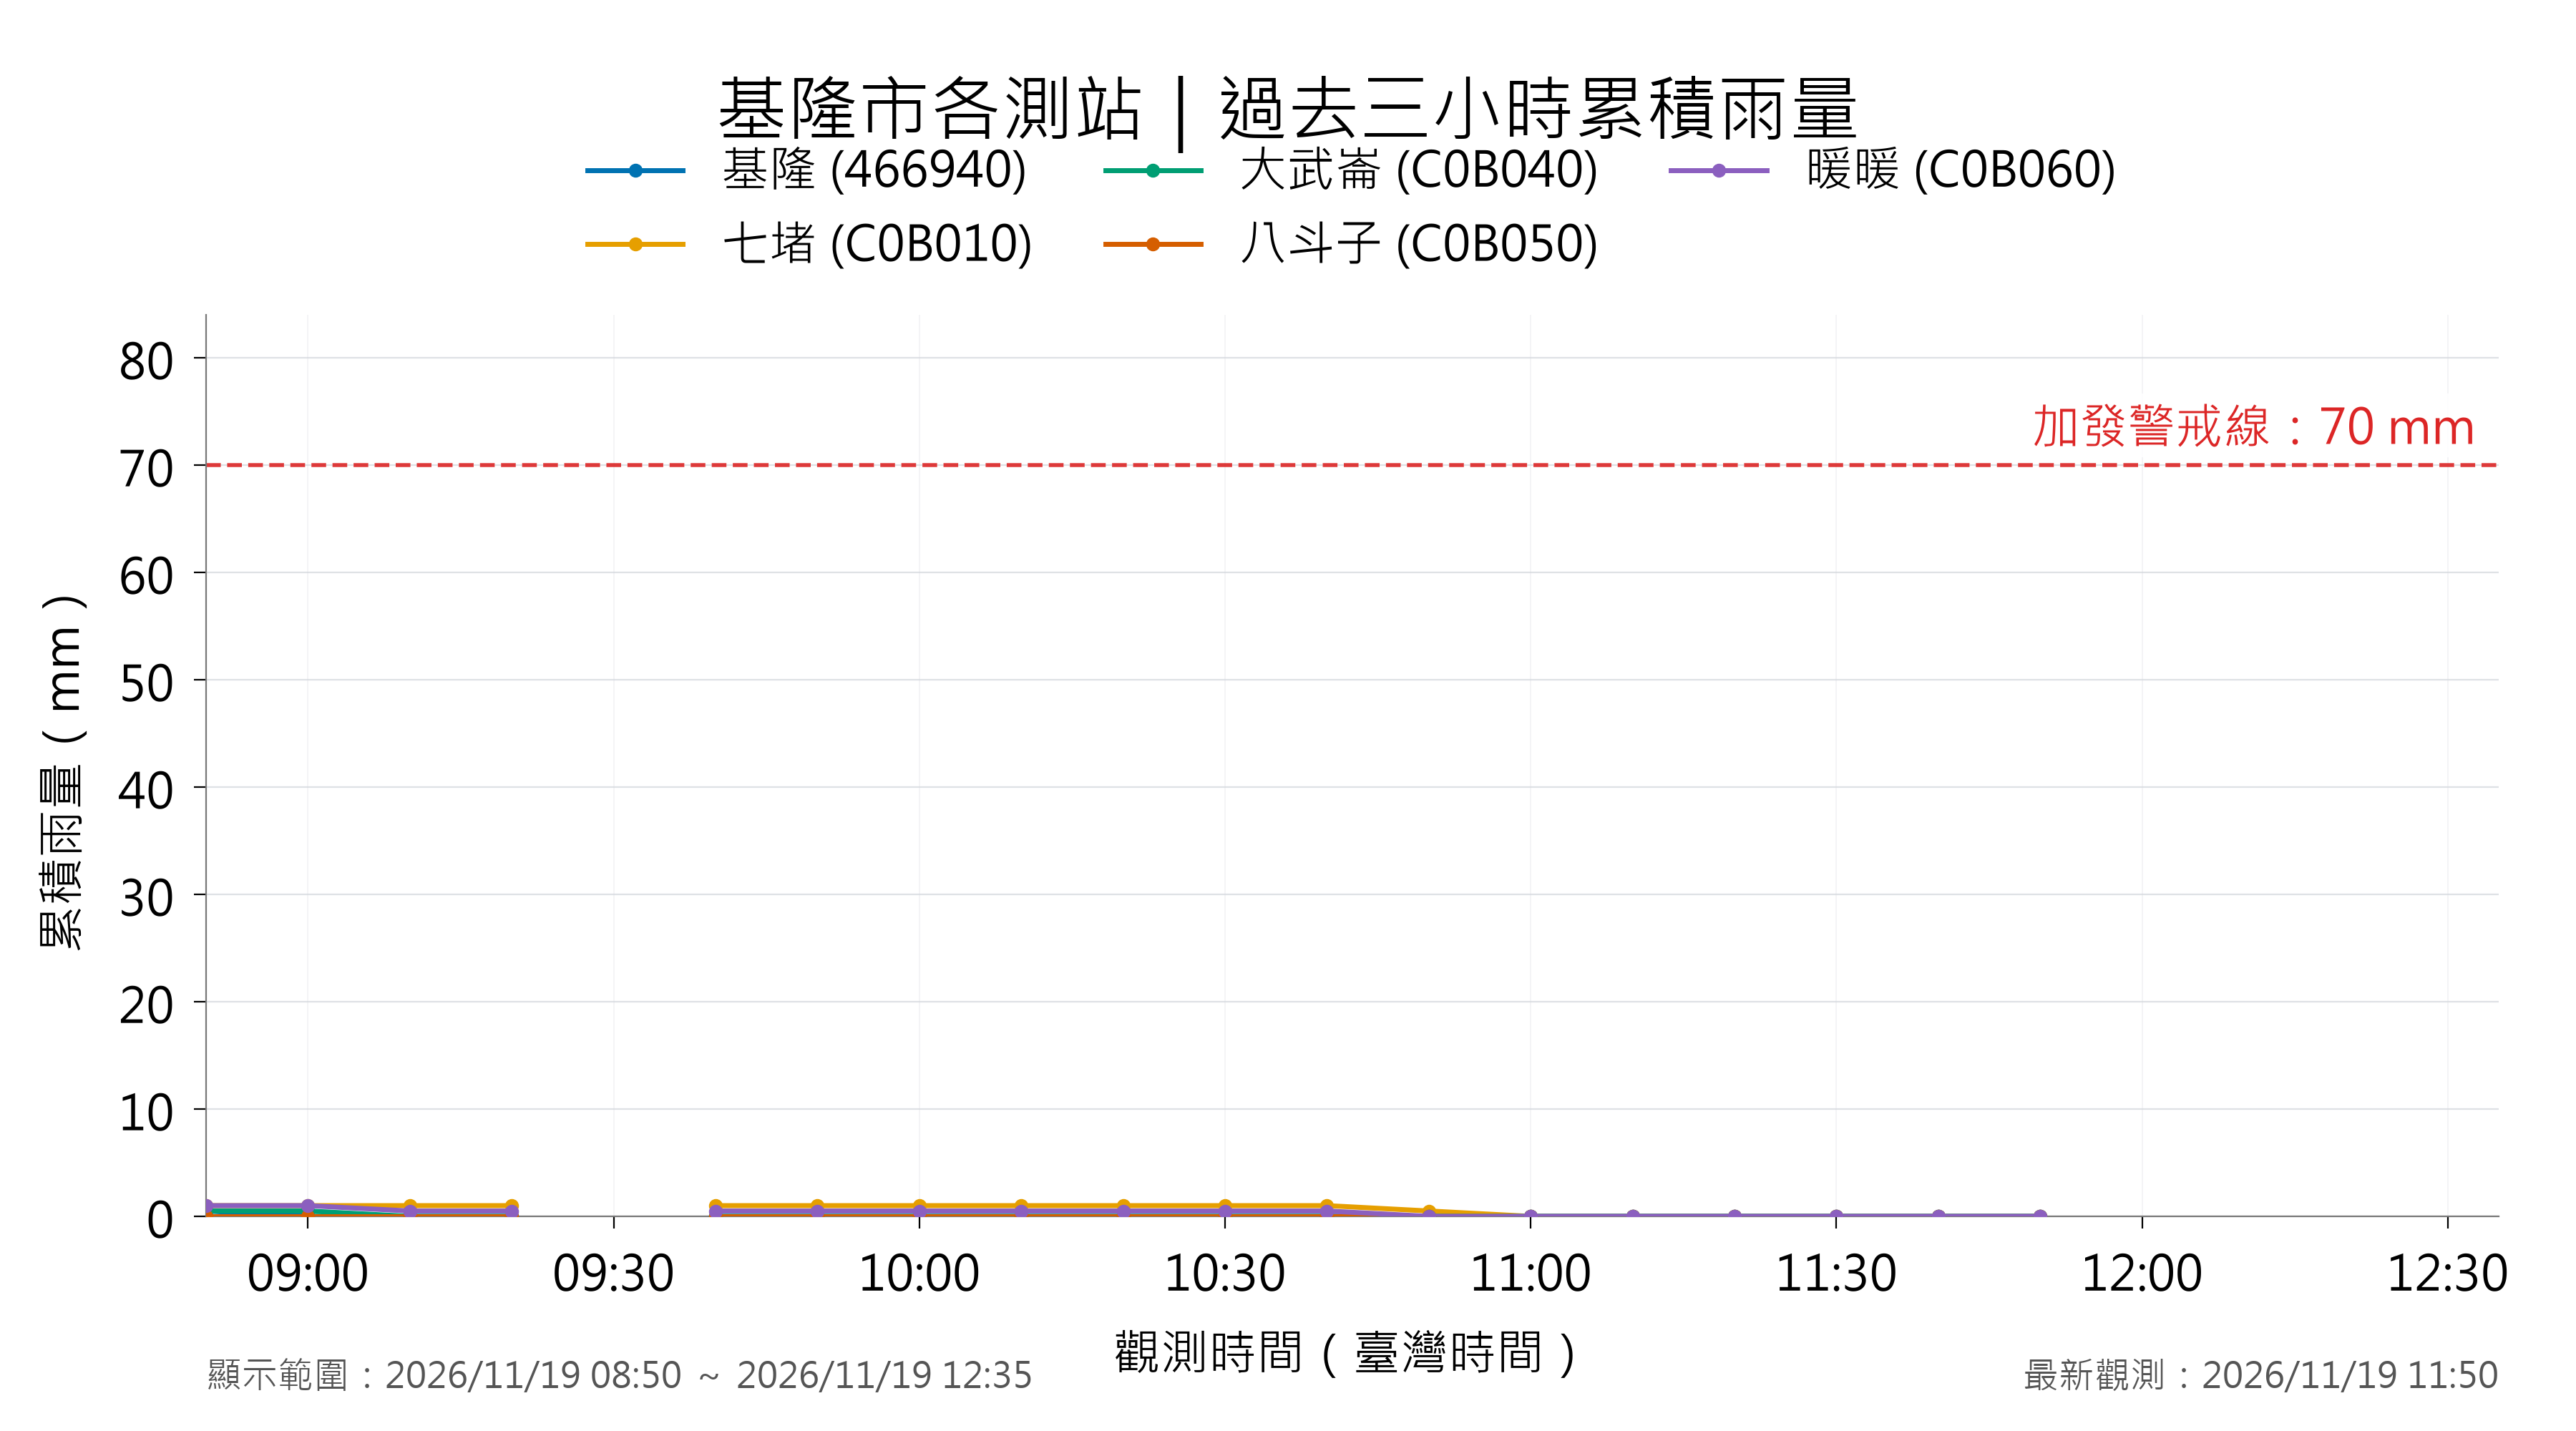 基隆市各測站｜過去三小時累積雨量
基隆 (466940)
大武崙 (C0B040)
暖暖 (C0B060)
七堵 (C0B010)
八斗子 (C0B050)
80
加發警戒線：70 mm
70
60
50
40
30
20
10
0
累積雨量（mm）
09:00 09:30 10:00 10:30 11:00 11:30 12:00 12:30
觀測時間（臺灣時間）
顯示範圍：2026/11/19 08:50 ~ 2026/11/19 12:35
最新觀測：2026/11/19 11:50